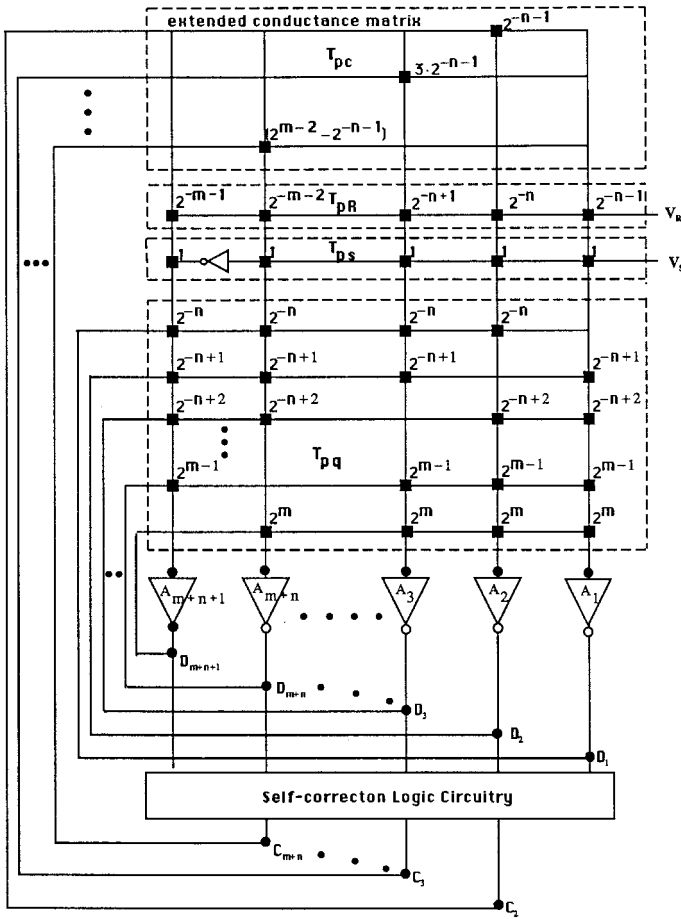 extended conductance matrix
2^-n-1
T_pc
3·2^-n-1
(2^m-2 -2^-n-1)
2^-m-1 2^-m-2 T_pR 2^-n+1 2^-n 2^-n-1
V_R
1 1 T_ps 1 1 1
2^-n 2^-n 2^-n 2^-n
2^-n+1 2^-n+1 2^-n+1 2^-n+1
2^-n+2 2^-n+2 2^-n+2 2^-n+2
T_pq
2^m-1 2^m-1 2^m-1 2^m-1
2^m 2^m 2^m 2^m
A_m+n+1 A_m+n A_3 A_2 A_1
D_m+n+1
D_m+n
D_3
D_2
D_1
Self-correcton Logic Circuitry
C_m+n
C_3
C_2